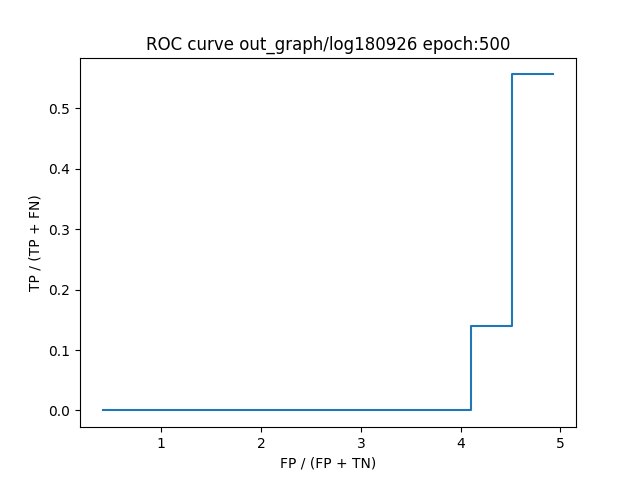 ROC curve out_graph/log180926 epoch:500
TP / (TP + FN)
0.5
0.4
0.3
0.2
0.1
0.0
1 2 3 4 5
FP / (FP + TN)